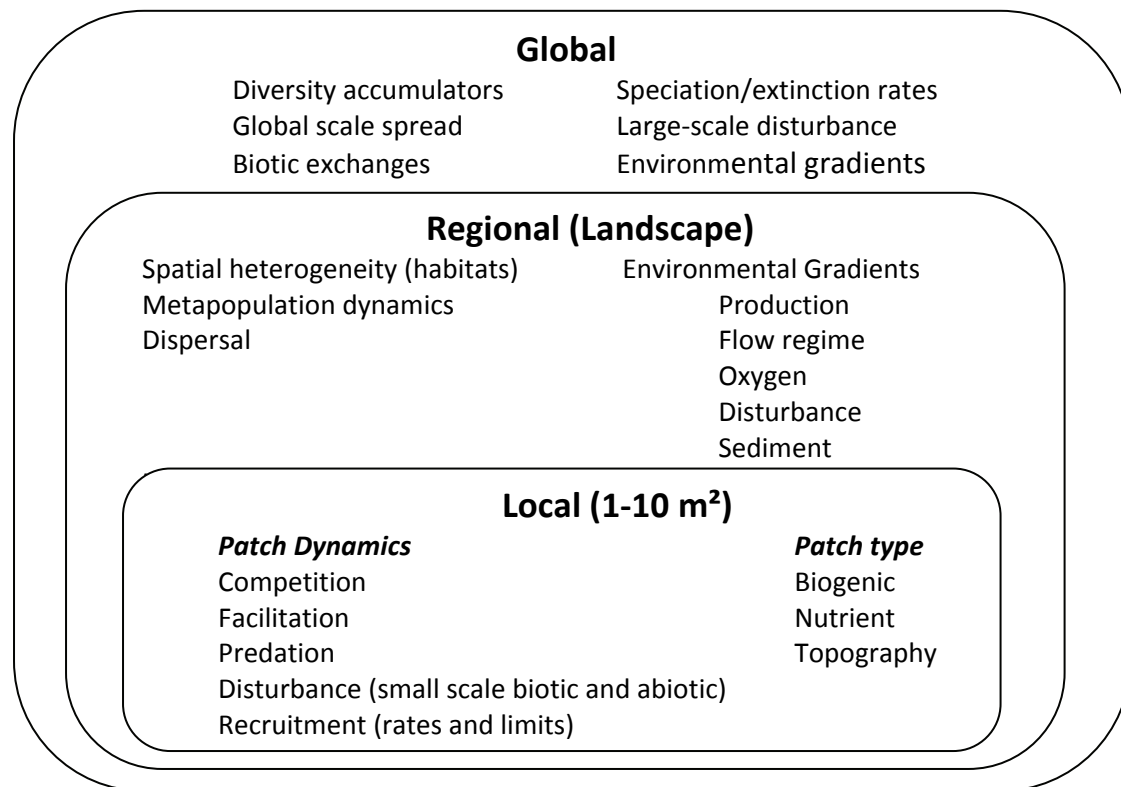 Global
Diversity accumulators
Global scale spread
Biotic exchanges
Speciation/extinction rates
Large-scale disturbance
Environmental gradients
Regional (Landscape)
Spatial heterogeneity (habitats)
Metapopulation dynamics
Dispersal
Environmental Gradients
Production
Flow regime
Oxygen
Disturbance
Sediment
Local (1-10 m²)
Patch Dynamics
Competition
Facilitation
Predation
Disturbance (small scale biotic and abiotic)
Recruitment (rates and limits)
Patch type
Biogenic
Nutrient
Topography